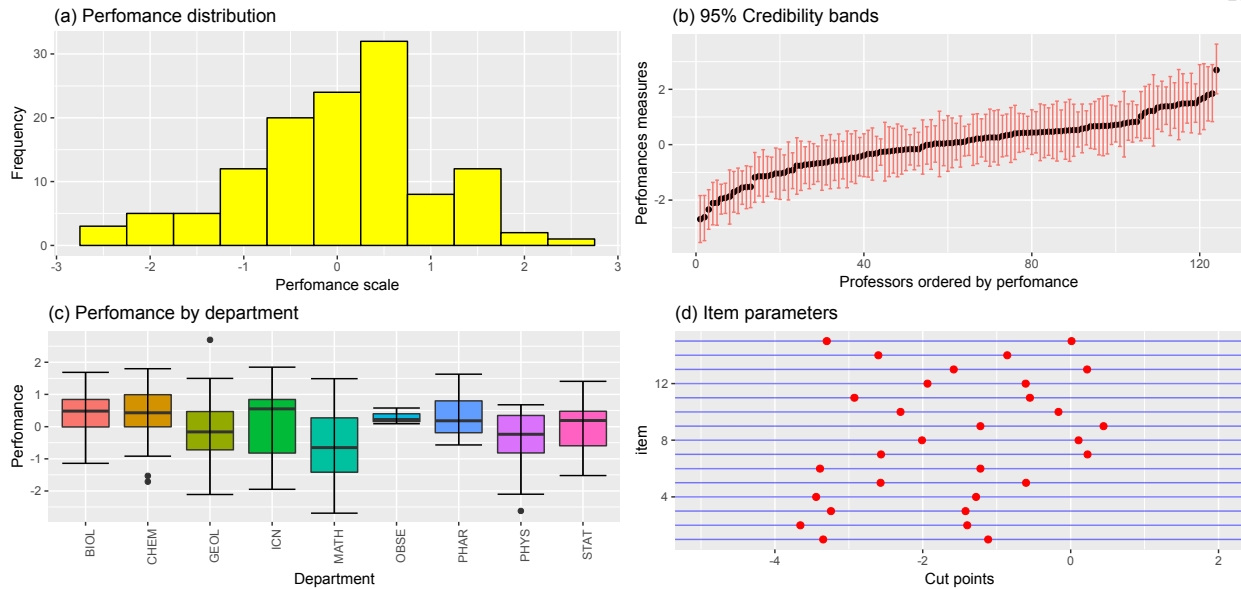 (a) Perfomance distribution
Frequency
30
20
10
0
-3 -2 -1 0 1 2 3
Perfomance scale
(b) 95% Credibility bands
Perfomances measures
2
0
-2
0 40 80 120
Professors ordered by perfomance
(c) Perfomance by department
Perfomance
2
1
0
-1
-2
BIOL CHEM GEOL ICN MATH OBSE PHAR PHYS STAT
Department
(d) Item parameters
item
12
8
4
-4 -2 0 2
Cut points